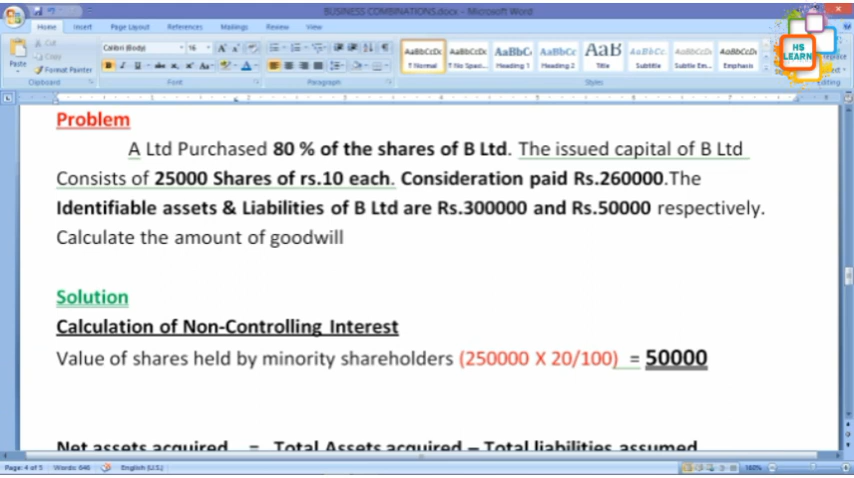 BUSINESS COMBINATIONS.docx - Microsoft Word
Home Insert Page Layout References Mailings Review View
HS
LEARN
Cut
Copy
Format Painter
Paste
Calibri (Body) 16
AaBbCcDc AaBbCcDc AaBbC AaBbCc AaB AaBbCc. AaBbCcDi AaBbCcDt
¶ Normal ¶ No Spaci... Heading 1 Heading 2 Title Subtitle Subtle Em... Emphasis
Clipboard Font Paragraph Styles Editing
Problem
A Ltd Purchased 80 % of the shares of B Ltd. The issued capital of B Ltd
Consists of 25000 Shares of rs.10 each. Consideration paid Rs.260000.The
Identifiable assets & Liabilities of B Ltd are Rs.300000 and Rs.50000 respectively.
Calculate the amount of goodwill
Solution
Calculation of Non-Controlling Interest
Value of shares held by minority shareholders (250000 X 20/100) = 50000
Net assets acquired = Total Assets acquired – Total liabilities assumed
Page: 4 of 5 Words: 646 English (U.S.)